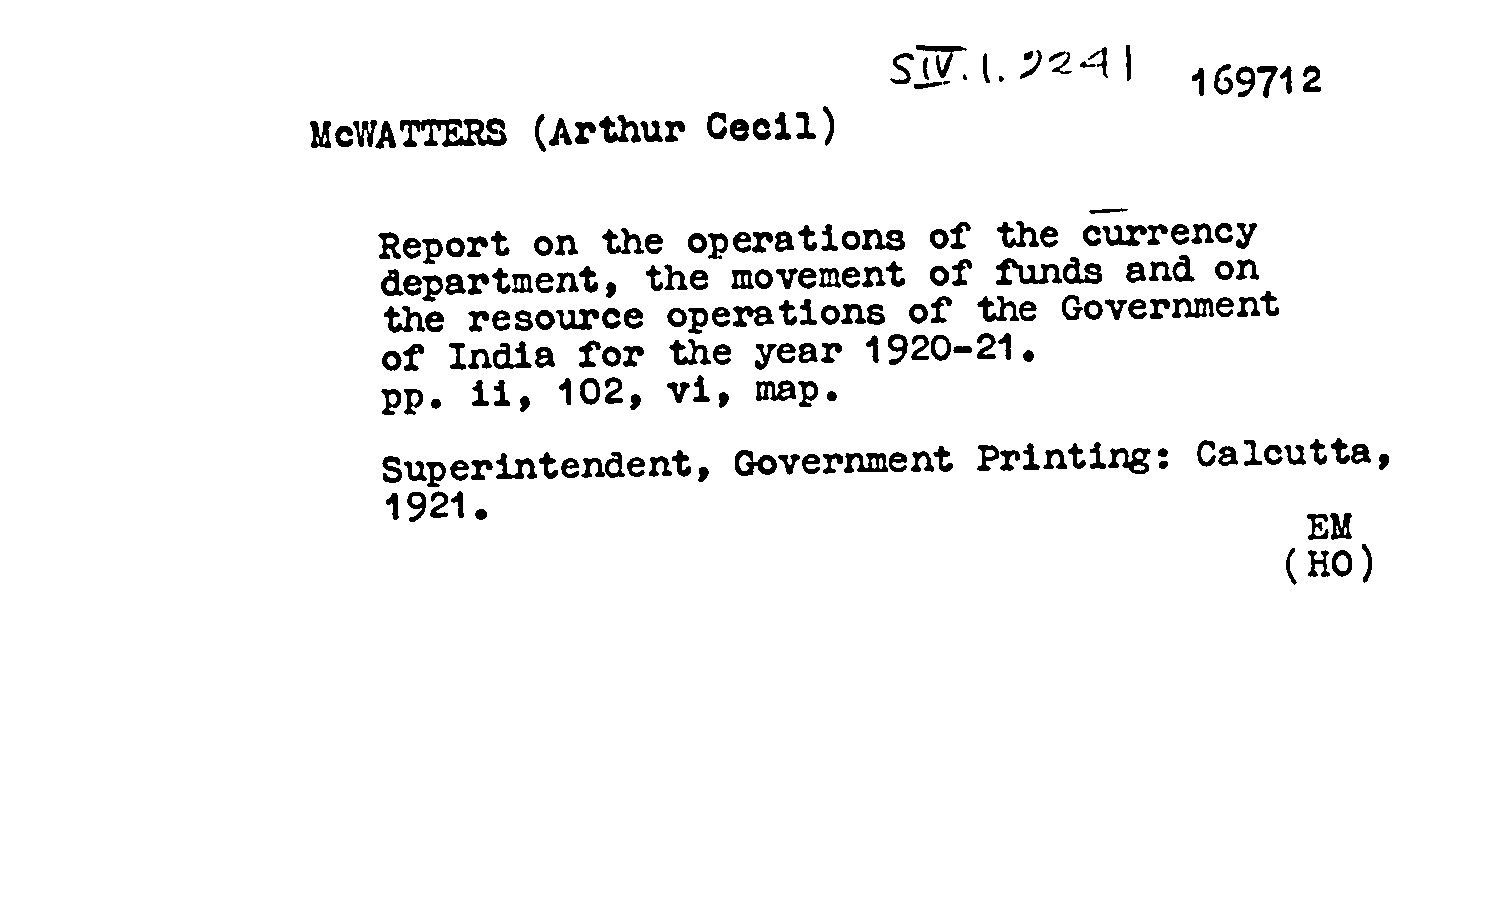 SIV.1.2241 169712
McWATTERS (Arthur Cecil)
Report on the operations of the currency
department, the movement of funds and on
the resource operations of the Government
of India for the year 1920-21.
pp. ii, 102, vi, map.
Superintendent, Government Printing: Calcutta,
1921.
EM
(HO)